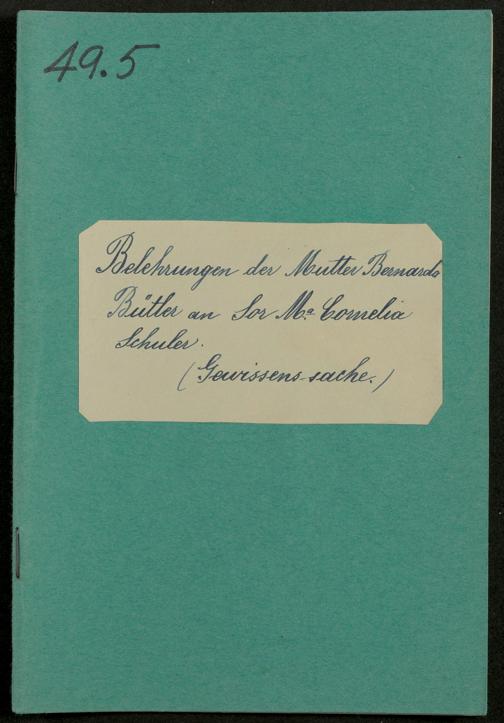 49.5
Belehrungen der Mutter Bernarda
Bütler an Sor Mª Cornelia
Schuler.
(Gewissens-sache.)